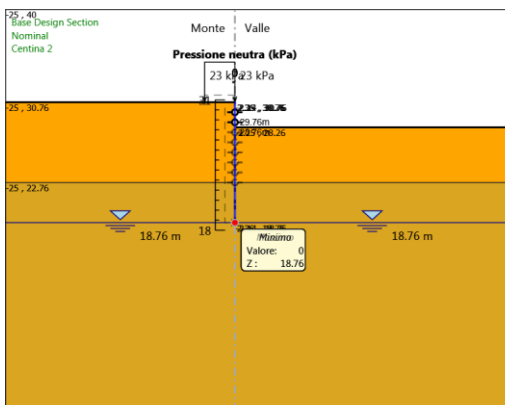 -25 , 40
Base Design Section
Nominal
Centina 2
Monte
Valle
Pressione neutra (kPa)
23 kPa
23 kPa
-25 , 30.76
29.76m
-25 , 22.76
18.76 m
18.76 m
18
Minimo
Valore: 0
Z : 18.76